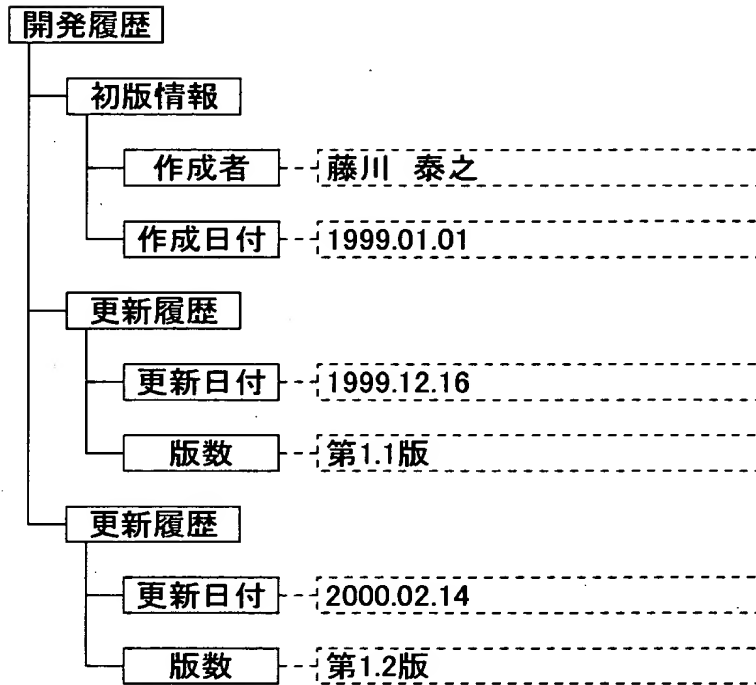 開発履歴
初版情報
作成者 藤川 泰之
作成日付 1999.01.01
更新履歴
更新日付 1999.12.16
版数 第1.1版
更新履歴
更新日付 2000.02.14
版数 第1.2版